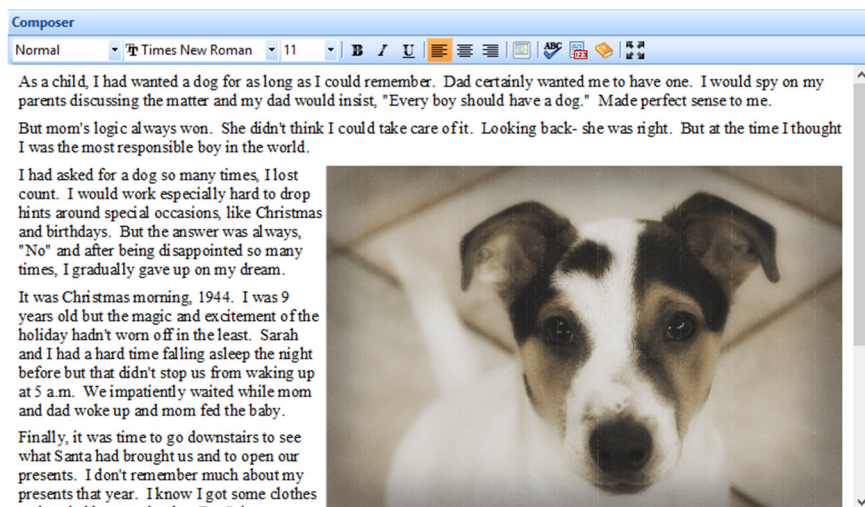 Composer
Normal Times New Roman 11 B I U ABC
As a child, I had wanted a dog for as long as I could remember.  Dad certainly wanted me to have one.  I would spy on my
parents discussing the matter and my dad would insist, "Every boy should have a dog."  Made perfect sense to me.
But mom's logic always won.  She didn't think I could take care of it.  Looking back- she was right.  But at the time I thought
I was the most responsible boy in the world.
I had asked for a dog so many times, I lost
count.  I would work especially hard to drop
hints around special occasions, like Christmas
and birthdays.  But the answer was always,
"No" and after being disappointed so many
times, I gradually gave up on my dream.
It was Christmas morning, 1944.  I was 9
years old but the magic and excitement of the
holiday hadn't worn off in the least.  Sarah
and I had a hard time falling asleep the night
before but that didn't stop us from waking up
at 5 a.m.  We impatiently waited while mom
and dad woke up and mom fed the baby.
Finally, it was time to go downstairs to see
what Santa had brought us and to open our
presents.  I don't remember much about my
presents that year.  I know I got some clothes